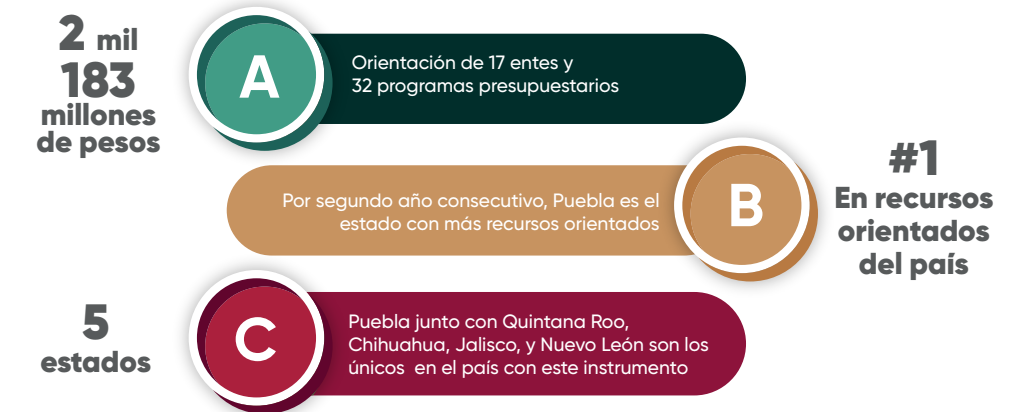 2 mil
183
millones
de pesos
A
Orientación de 17 entes y
32 programas presupuestarios
Por segundo año consecutivo, Puebla es el
estado con más recursos orientados
B
#1
En recursos
orientados
del país
5
estados
C
Puebla junto con Quintana Roo,
Chihuahua, Jalisco, y Nuevo León son los
únicos en el país con este instrumento